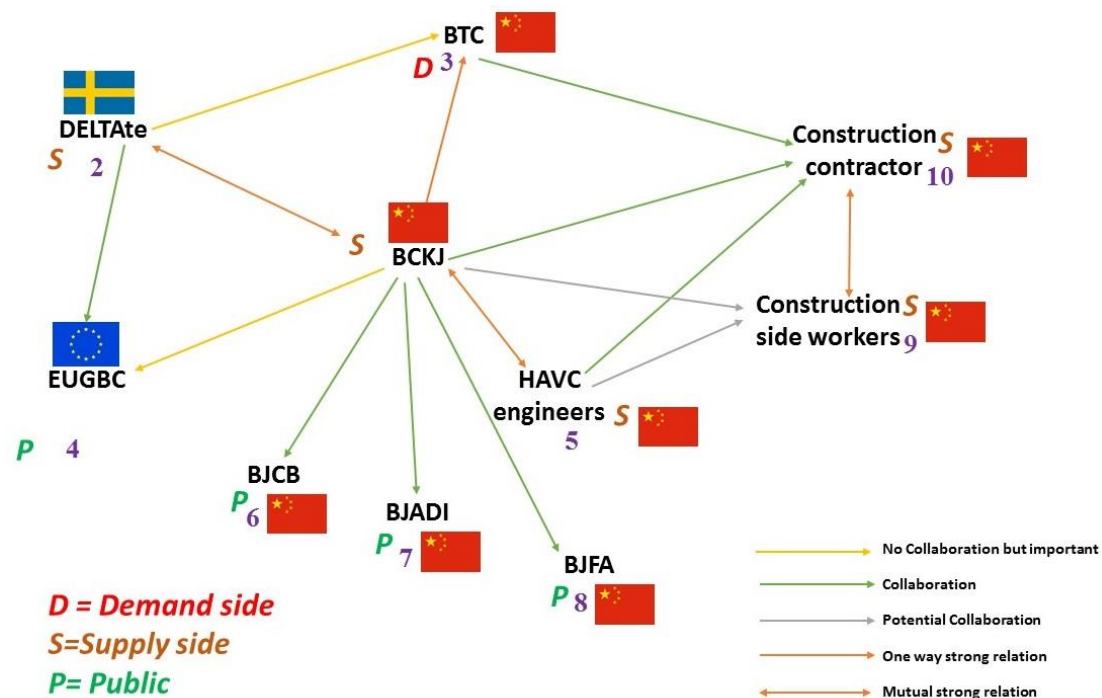 BTC
D 3
DELTAte
S 2
Construction S
contractor 10
S
BCKJ
Construction S
side workers 9
EUGBC
HAVC
engineers S
5
P 4
BJCB
P 6
BJADI
P 7
BJFA
P 8
No Collaboration but important
Collaboration
Potential Collaboration
One way strong relation
Mutual strong relation
D = Demand side
S=Supply side
P= Public